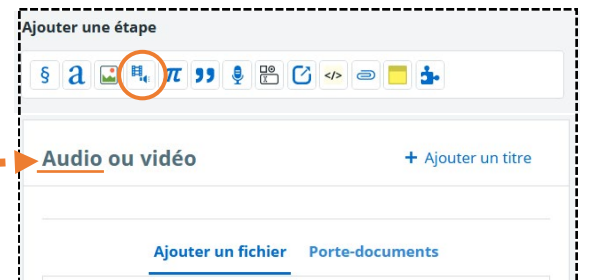 Ajouter une étape
§ a π ,, </>
Audio ou vidéo + Ajouter un titre
Ajouter un fichier Porte-documents